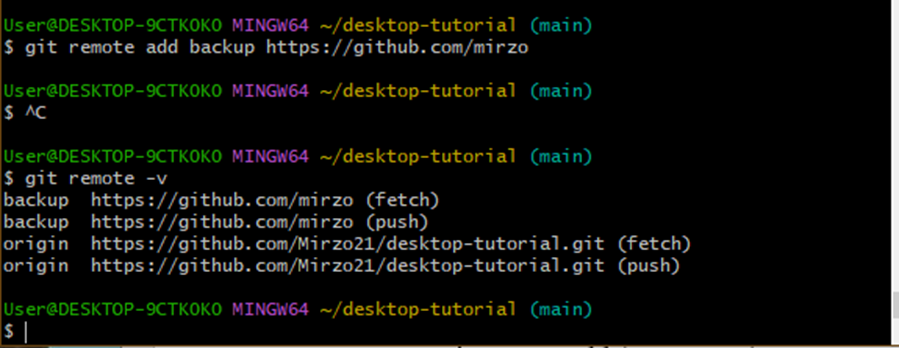 User@DESKTOP-9CTKOKO MINGW64 ~/desktop-tutorial (main)
$ git remote add backup https://github.com/mirzo
User@DESKTOP-9CTKOKO MINGW64 ~/desktop-tutorial (main)
$ ^C
User@DESKTOP-9CTKOKO MINGW64 ~/desktop-tutorial (main)
$ git remote -v
backup  https://github.com/mirzo (fetch)
backup  https://github.com/mirzo (push)
origin  https://github.com/Mirzo21/desktop-tutorial.git (fetch)
origin  https://github.com/Mirzo21/desktop-tutorial.git (push)
User@DESKTOP-9CTKOKO MINGW64 ~/desktop-tutorial (main)
$